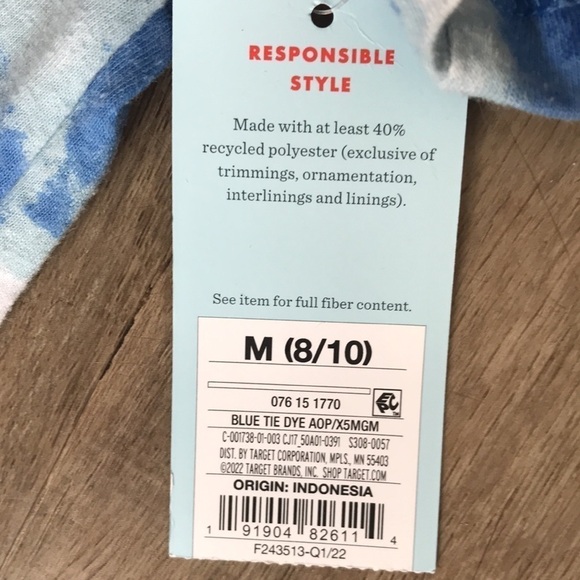 RESPONSIBLE
STYLE
Made with at least 40%
recycled polyester (exclusive of
trimmings, ornamentation,
interlinings and linings).
See item for full fiber content.
M (8/10)
076 15 1770
BLUE TIE DYE AOP/X5MGM
C-001738-01-003 CJ17_50A01-0391 S308-0057
DIST. BY TARGET CORPORATION, MPLS., MN 55403
©2022 TARGET BRANDS, INC. SHOP TARGET.COM
ORIGIN: INDONESIA
1 91904 82611 4
F243513-Q1/22